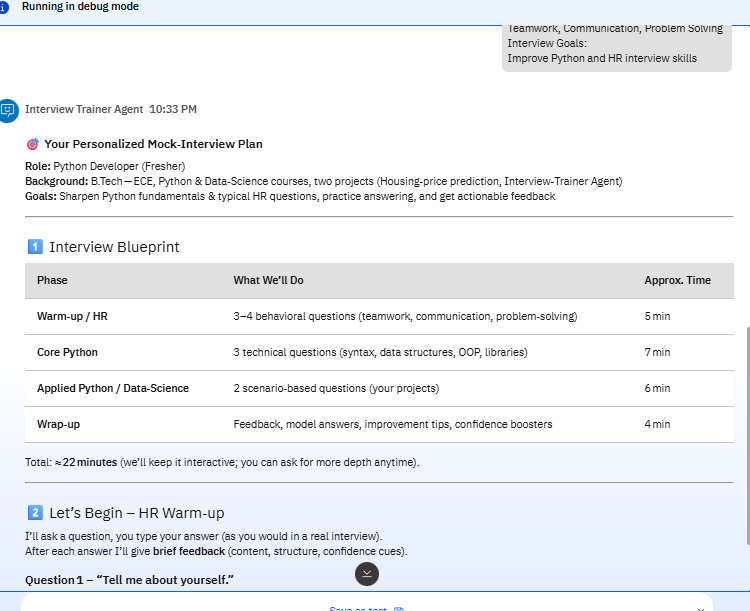 Running in debug mode
Teamwork, Communication, Problem Solving
Interview Goals:
Improve Python and HR interview skills
Interview Trainer Agent 10:33 PM
🎯 Your Personalized Mock-Interview Plan
Role: Python Developer (Fresher)
Background: B.Tech—ECE, Python & Data-Science courses, two projects (Housing-price prediction, Interview-Trainer Agent)
Goals: Sharpen Python fundamentals & typical HR questions, practice answering, and get actionable feedback
1 Interview Blueprint
Phase What We'll Do Approx. Time
Warm-up / HR 3–4 behavioral questions (teamwork, communication, problem-solving) 5 min
Core Python 3 technical questions (syntax, data structures, OOP, libraries) 7 min
Applied Python / Data-Science 2 scenario-based questions (your projects) 6 min
Wrap-up Feedback, model answers, improvement tips, confidence boosters 4 min
Total: ≈22 minutes (we'll keep it interactive; you can ask for more depth anytime).
2 Let's Begin – HR Warm-up
I'll ask a question, you type your answer (as you would in a real interview).
After each answer I'll give brief feedback (content, structure, confidence cues).
Question 1 – “Tell me about yourself.”
Save as test